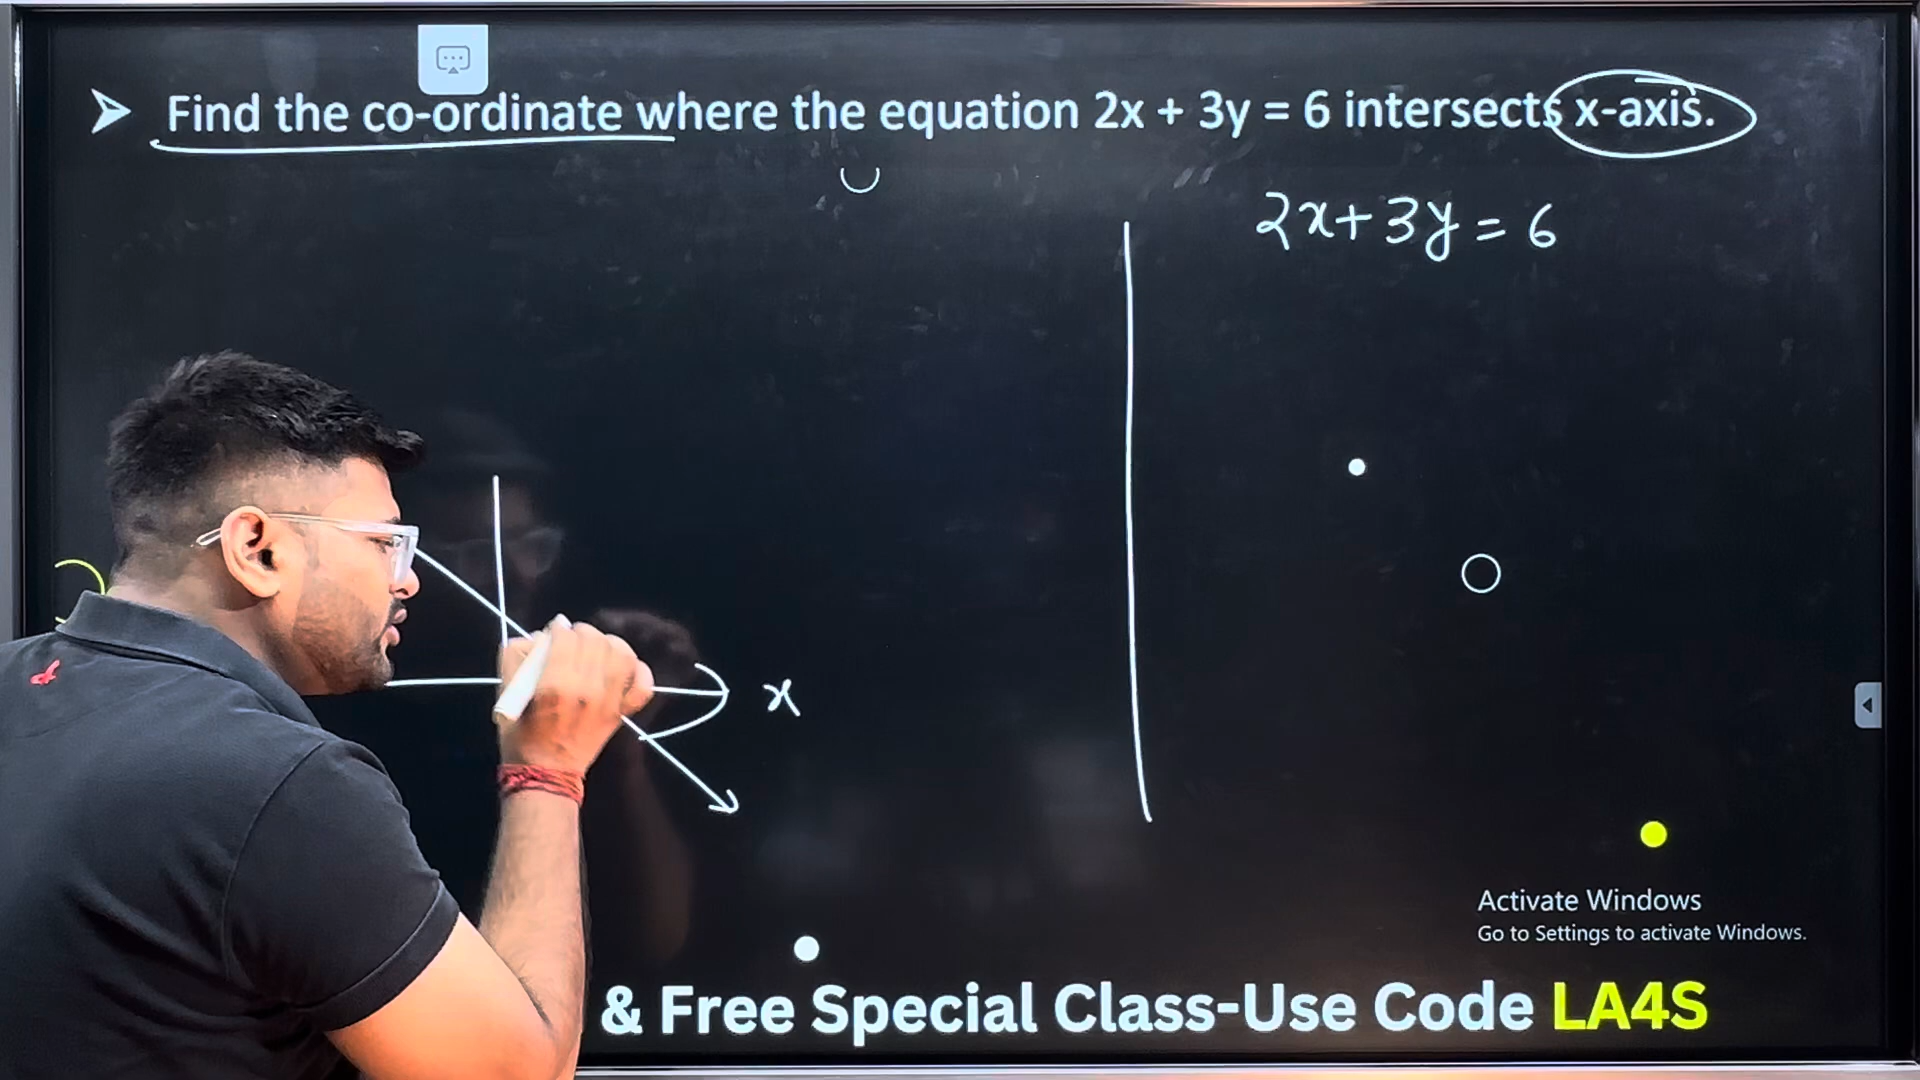 ➢ Find the co-ordinate where the equation 2x + 3y = 6 intersects x-axis.
2x+3y = 6
x
Activate Windows
Go to Settings to activate Windows.
& Free Special Class-Use Code LA4S